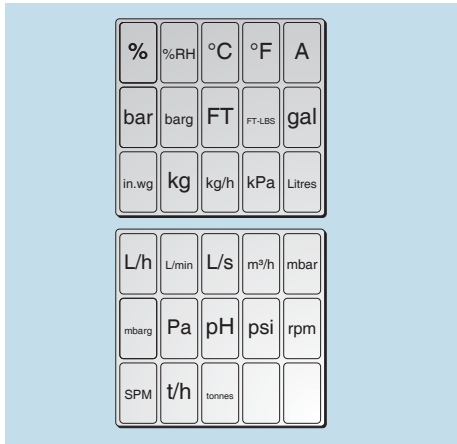 % %RH °C °F A
bar barg FT FT-LBS gal
in.wg kg kg/h kPa Litres
L/h L/min L/s m³/h mbar
mbarg Pa pH psi rpm
SPM t/h tonnes